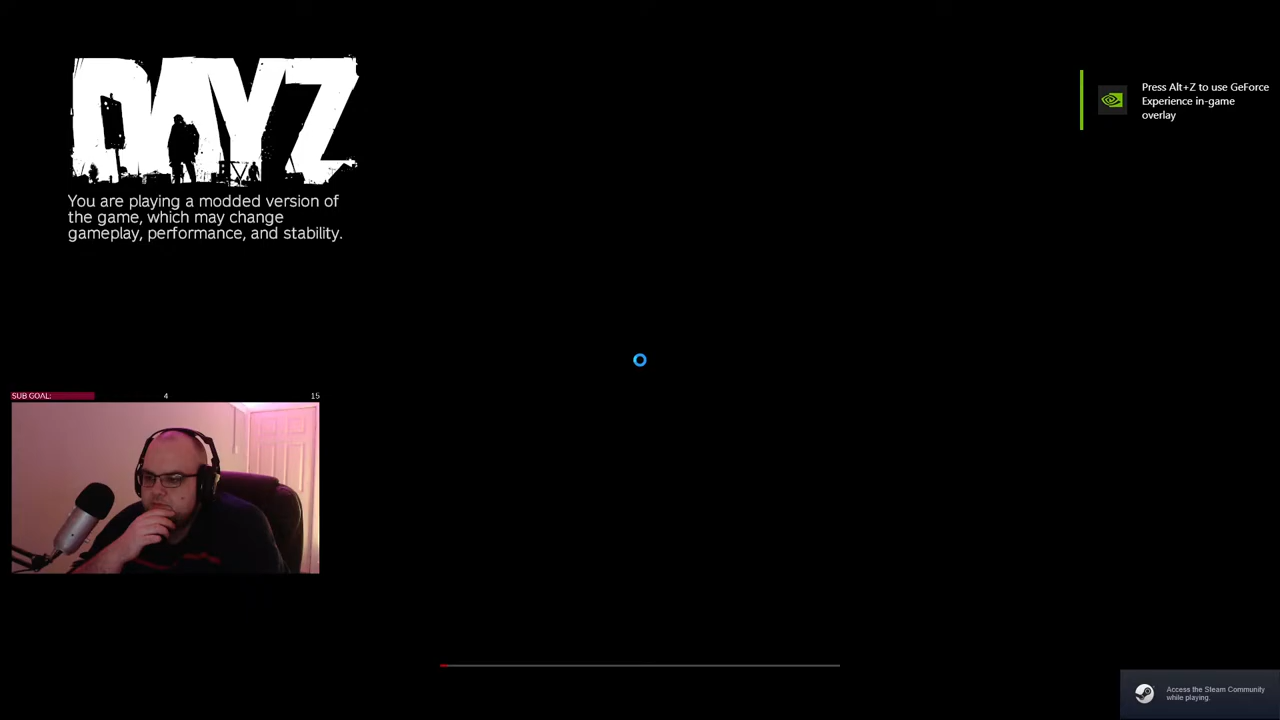 DAYZ
You are playing a modded version of
the game, which may change
gameplay, performance, and stability.
Press Alt+Z to use GeForce
Experience in-game
overlay
SUB GOAL: 4 15
Access the Steam Community
while playing.